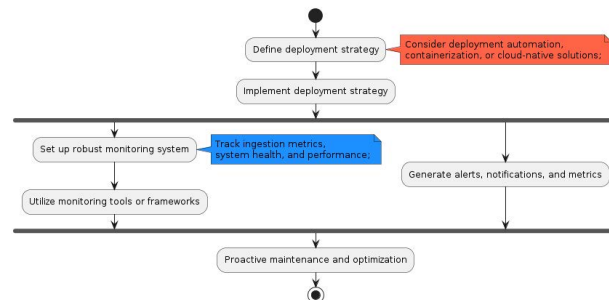 Define deployment strategy
Consider deployment automation,
containerization, or cloud-native solutions;
Implement deployment strategy
Set up robust monitoring system
Track ingestion metrics,
system health, and performance;
Utilize monitoring tools or frameworks
Generate alerts, notifications, and metrics
Proactive maintenance and optimization